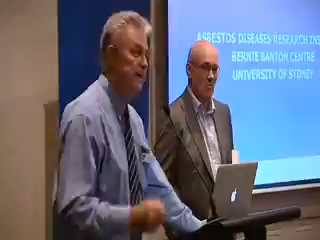 ASBESTOS DISEASES RESEARCH INS
BERNIE BANTON CENTRE
UNIVERSITY OF SYDNEY